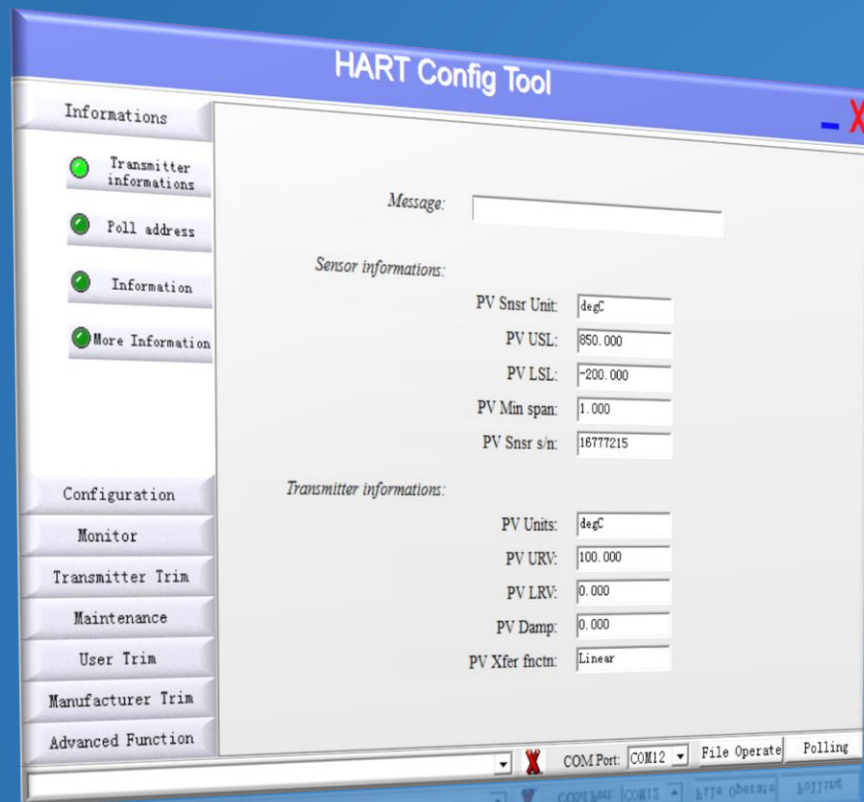 HART Config Tool
Informations
Transmitter
informations
Poll address
Information
More Information
Configuration
Monitor
Transmitter Trim
Maintenance
User Trim
Manufacturer Trim
Advanced Function
Message:
Sensor informations:
PV Snsr Unit: degC
PV USL: 850.000
PV LSL: -200.000
PV Min span: 1.000
PV Snsr s/n: 16777215
Transmitter informations:
PV Units: degC
PV URV: 100.000
PV LRV: 0.000
PV Damp: 0.000
PV Xfer fnctn: Linear
COM Port: COM12 File Operate Polling